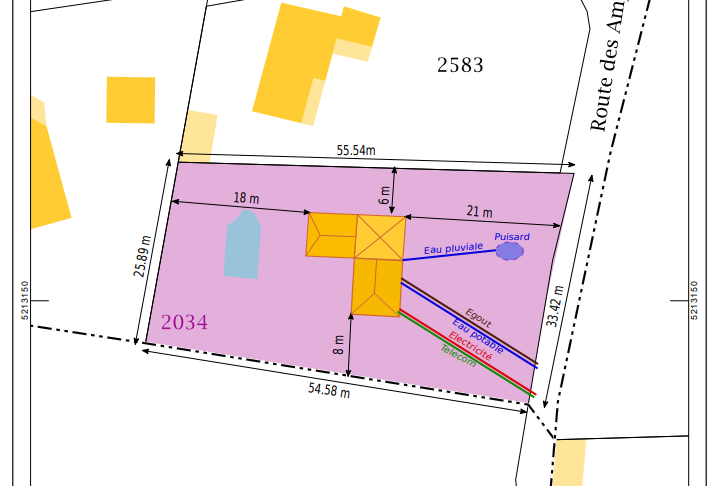 Route des Am
2583
55.54m
6 m
18 m
21 m
Puisard
Eau pluviale
25.89 m
5213150
5213150
33.42 m
2034
Egout
Eau potable
Electricité
Telecom
8 m
54.58 m